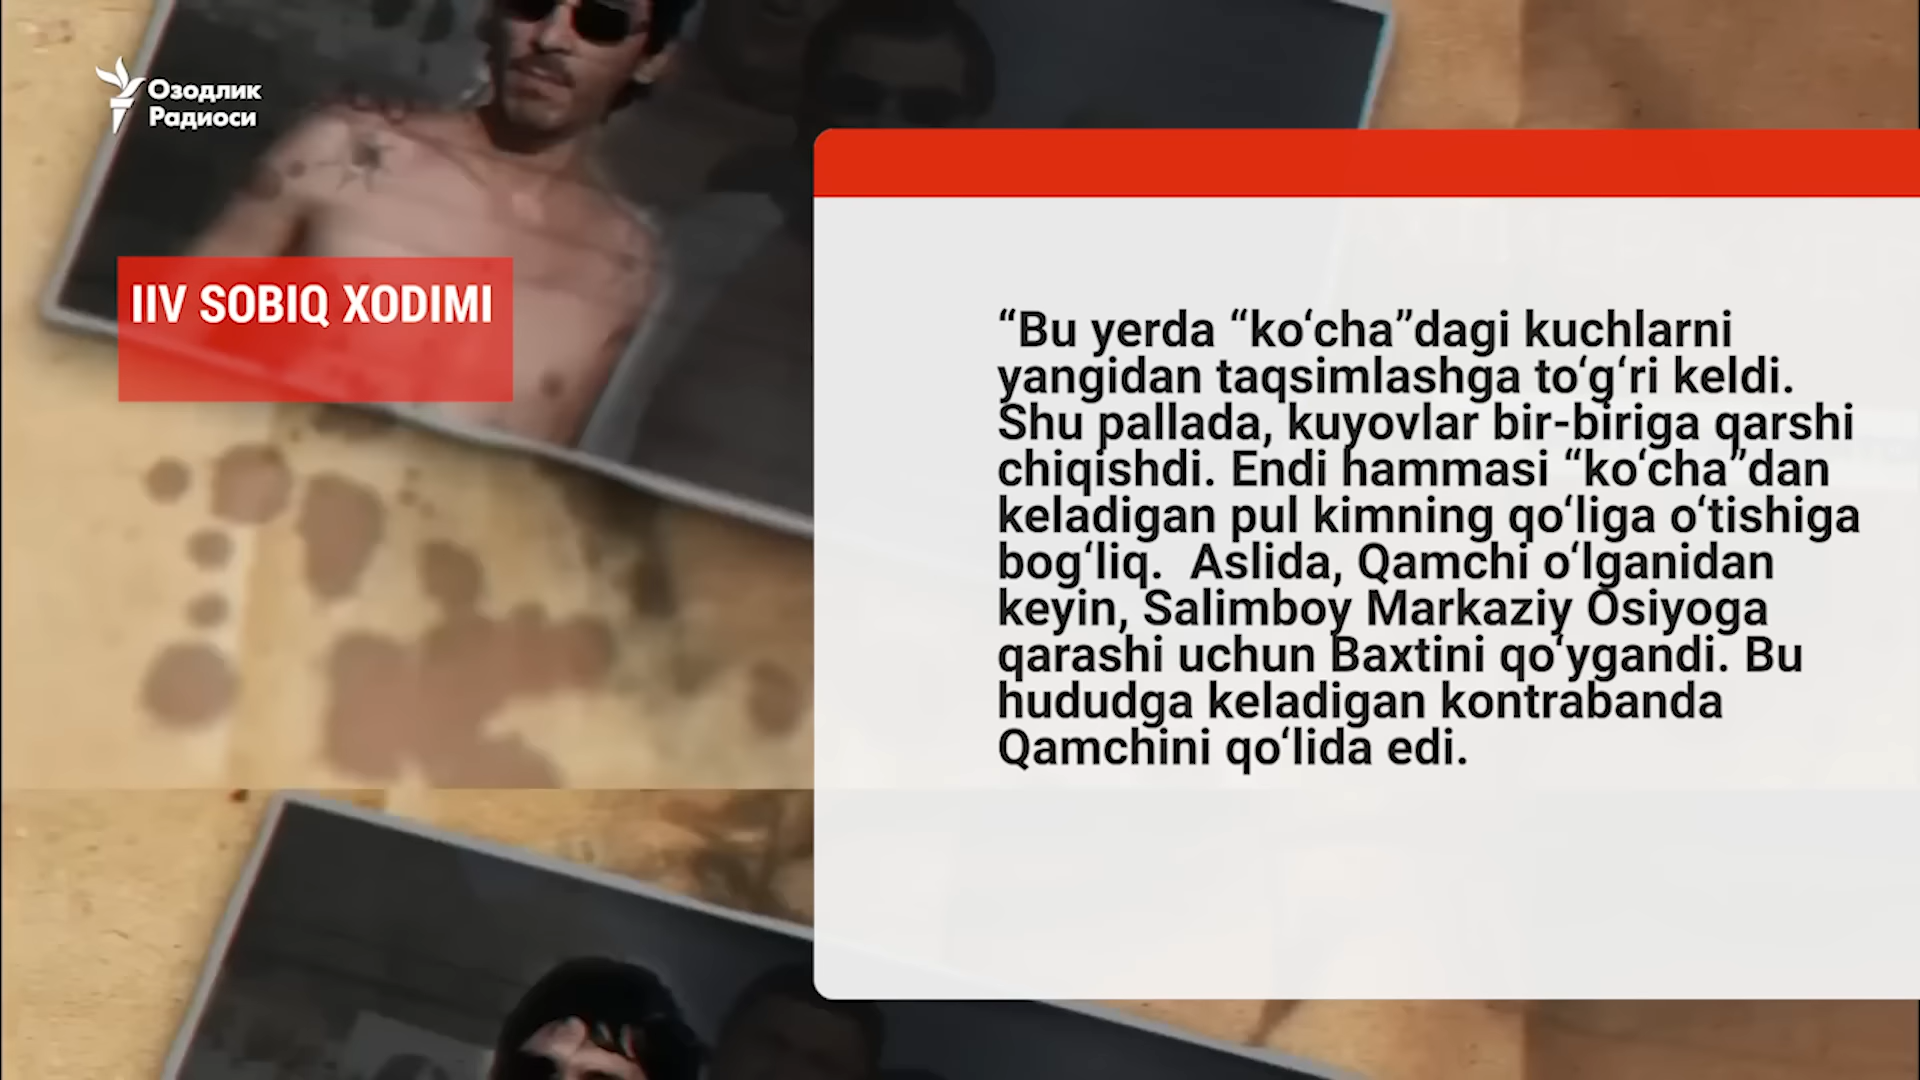 Озодлик
Радиоси
IIV SOBIQ XODIMI
“Bu yerda “ko‘cha”dagi kuchlarni
yangidan taqsimlashga to‘g‘ri keldi.
Shu pallada, kuyovlar bir-biriga qarshi
chiqishdi. Endi hammasi “ko‘cha”dan
keladigan pul kimning qo‘liga o‘tishiga
bog‘liq.  Aslida, Qamchi o‘lganidan
keyin, Salimboy Markaziy Osiyoga
qarashi uchun Baxtini qo‘ygandi. Bu
hududga keladigan kontrabanda
Qamchini qo‘lida edi.